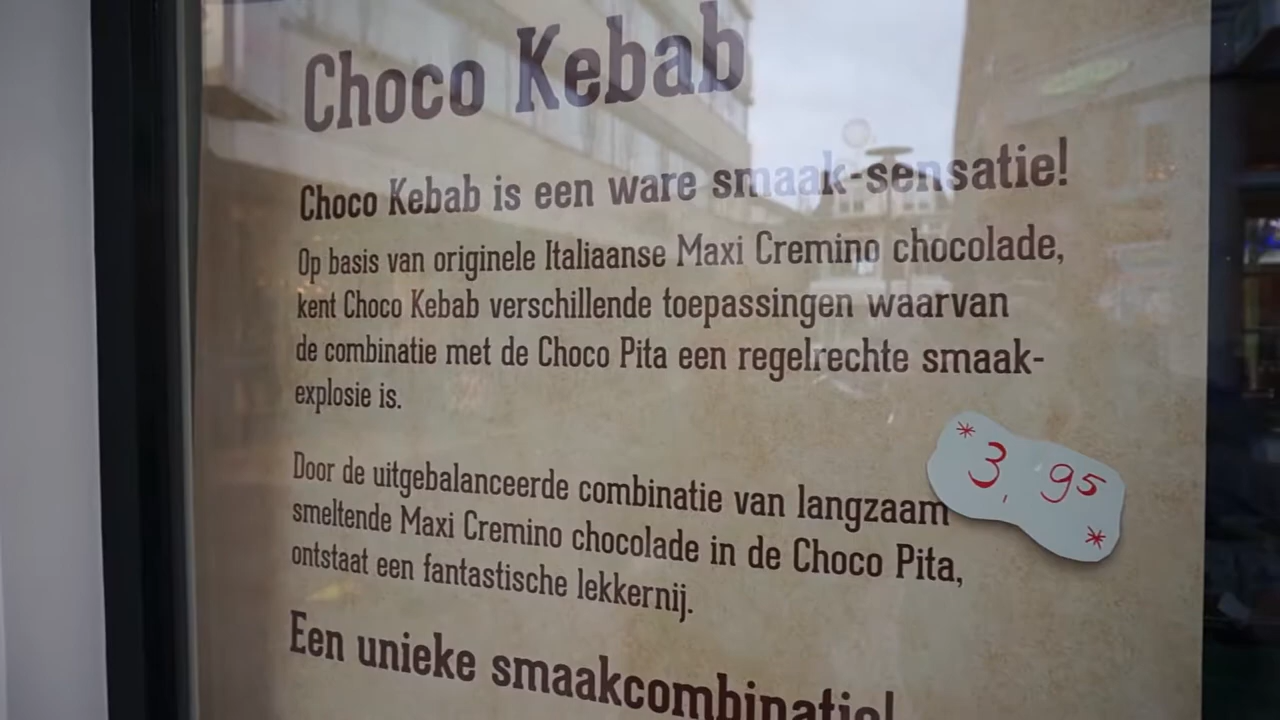 Choco Kebab
Choco Kebab is een ware smaak-sensatie!
Op basis van originele Italiaanse Maxi Cremino chocolade,
kent Choco Kebab verschillende toepassingen waarvan
de combinatie met de Choco Pita een regelrechte smaak-
explosie is.
Door de uitgebalanceerde combinatie van langzaam
smeltende Maxi Cremino chocolade in de Choco Pita,
ontstaat een fantastische lekkernij.
* 3, 95 *
Een unieke smaakcombinatie!